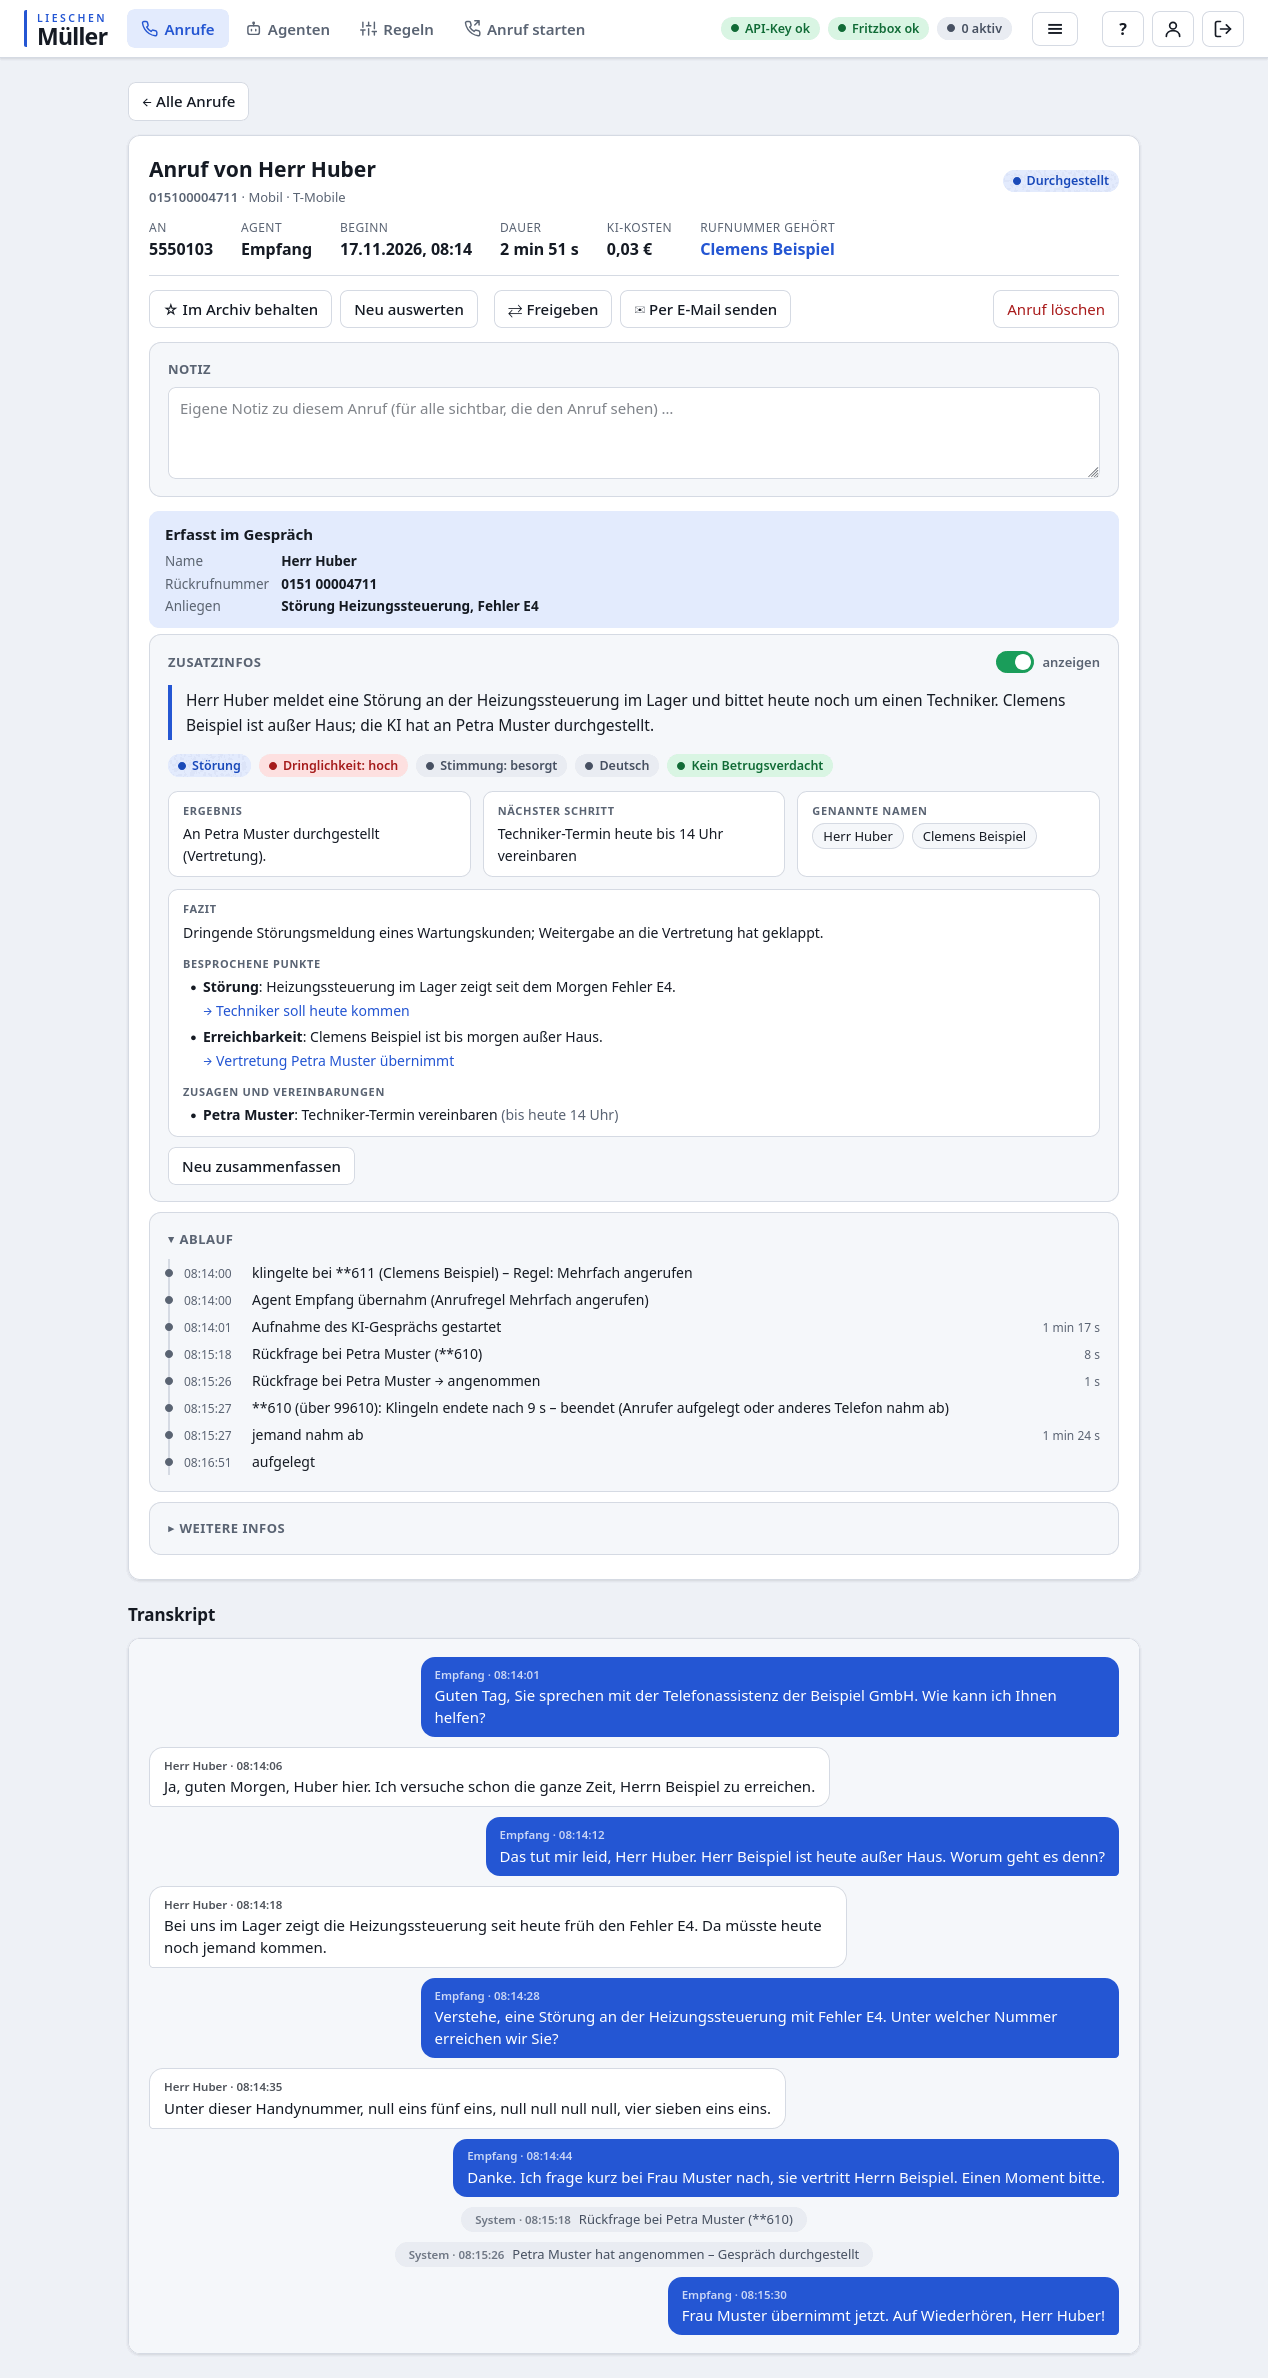 LIESCHEN
Müller
Anrufe
Agenten
Regeln
Anruf starten
API-Key ok
Fritzbox ok
0 aktiv
?
← Alle Anrufe
Anruf von Herr Huber
015100004711 · Mobil · T-Mobile
Durchgestellt
AN
5550103
AGENT
Empfang
BEGINN
17.11.2026, 08:14
DAUER
2 min 51 s
KI-KOSTEN
0,03 €
RUFNUMMER GEHÖRT
Clemens Beispiel
☆ Im Archiv behalten
Neu auswerten
⇄ Freigeben
✉ Per E-Mail senden
Anruf löschen
NOTIZ
Eigene Notiz zu diesem Anruf (für alle sichtbar, die den Anruf sehen) …
Erfasst im Gespräch
Name Herr Huber
Rückrufnummer 0151 00004711
Anliegen Störung Heizungssteuerung, Fehler E4
ZUSATZINFOS
anzeigen
Herr Huber meldet eine Störung an der Heizungssteuerung im Lager und bittet heute noch um einen Techniker. Clemens
Beispiel ist außer Haus; die KI hat an Petra Muster durchgestellt.
Störung
Dringlichkeit: hoch
Stimmung: besorgt
Deutsch
Kein Betrugsverdacht
ERGEBNIS
An Petra Muster durchgestellt
(Vertretung).
NÄCHSTER SCHRITT
Techniker-Termin heute bis 14 Uhr
vereinbaren
GENANNTE NAMEN
Herr Huber
Clemens Beispiel
FAZIT
Dringende Störungsmeldung eines Wartungskunden; Weitergabe an die Vertretung hat geklappt.
BESPROCHENE PUNKTE
• Störung: Heizungssteuerung im Lager zeigt seit dem Morgen Fehler E4.
→ Techniker soll heute kommen
• Erreichbarkeit: Clemens Beispiel ist bis morgen außer Haus.
→ Vertretung Petra Muster übernimmt
ZUSAGEN UND VEREINBARUNGEN
• Petra Muster: Techniker-Termin vereinbaren (bis heute 14 Uhr)
Neu zusammenfassen
▾ ABLAUF
08:14:00 klingelte bei **611 (Clemens Beispiel) – Regel: Mehrfach angerufen
08:14:00 Agent Empfang übernahm (Anrufregel Mehrfach angerufen)
08:14:01 Aufnahme des KI-Gesprächs gestartet 1 min 17 s
08:15:18 Rückfrage bei Petra Muster (**610) 8 s
08:15:26 Rückfrage bei Petra Muster → angenommen 1 s
08:15:27 **610 (über 99610): Klingeln endete nach 9 s – beendet (Anrufer aufgelegt oder anderes Telefon nahm ab)
08:15:27 jemand nahm ab 1 min 24 s
08:16:51 aufgelegt
▸ WEITERE INFOS
Transkript
Empfang · 08:14:01
Guten Tag, Sie sprechen mit der Telefonassistenz der Beispiel GmbH. Wie kann ich Ihnen
helfen?
Herr Huber · 08:14:06
Ja, guten Morgen, Huber hier. Ich versuche schon die ganze Zeit, Herrn Beispiel zu erreichen.
Empfang · 08:14:12
Das tut mir leid, Herr Huber. Herr Beispiel ist heute außer Haus. Worum geht es denn?
Herr Huber · 08:14:18
Bei uns im Lager zeigt die Heizungssteuerung seit heute früh den Fehler E4. Da müsste heute
noch jemand kommen.
Empfang · 08:14:28
Verstehe, eine Störung an der Heizungssteuerung mit Fehler E4. Unter welcher Nummer
erreichen wir Sie?
Herr Huber · 08:14:35
Unter dieser Handynummer, null eins fünf eins, null null null null, vier sieben eins eins.
Empfang · 08:14:44
Danke. Ich frage kurz bei Frau Muster nach, sie vertritt Herrn Beispiel. Einen Moment bitte.
System · 08:15:18 Rückfrage bei Petra Muster (**610)
System · 08:15:26 Petra Muster hat angenommen – Gespräch durchgestellt
Empfang · 08:15:30
Frau Muster übernimmt jetzt. Auf Wiederhören, Herr Huber!